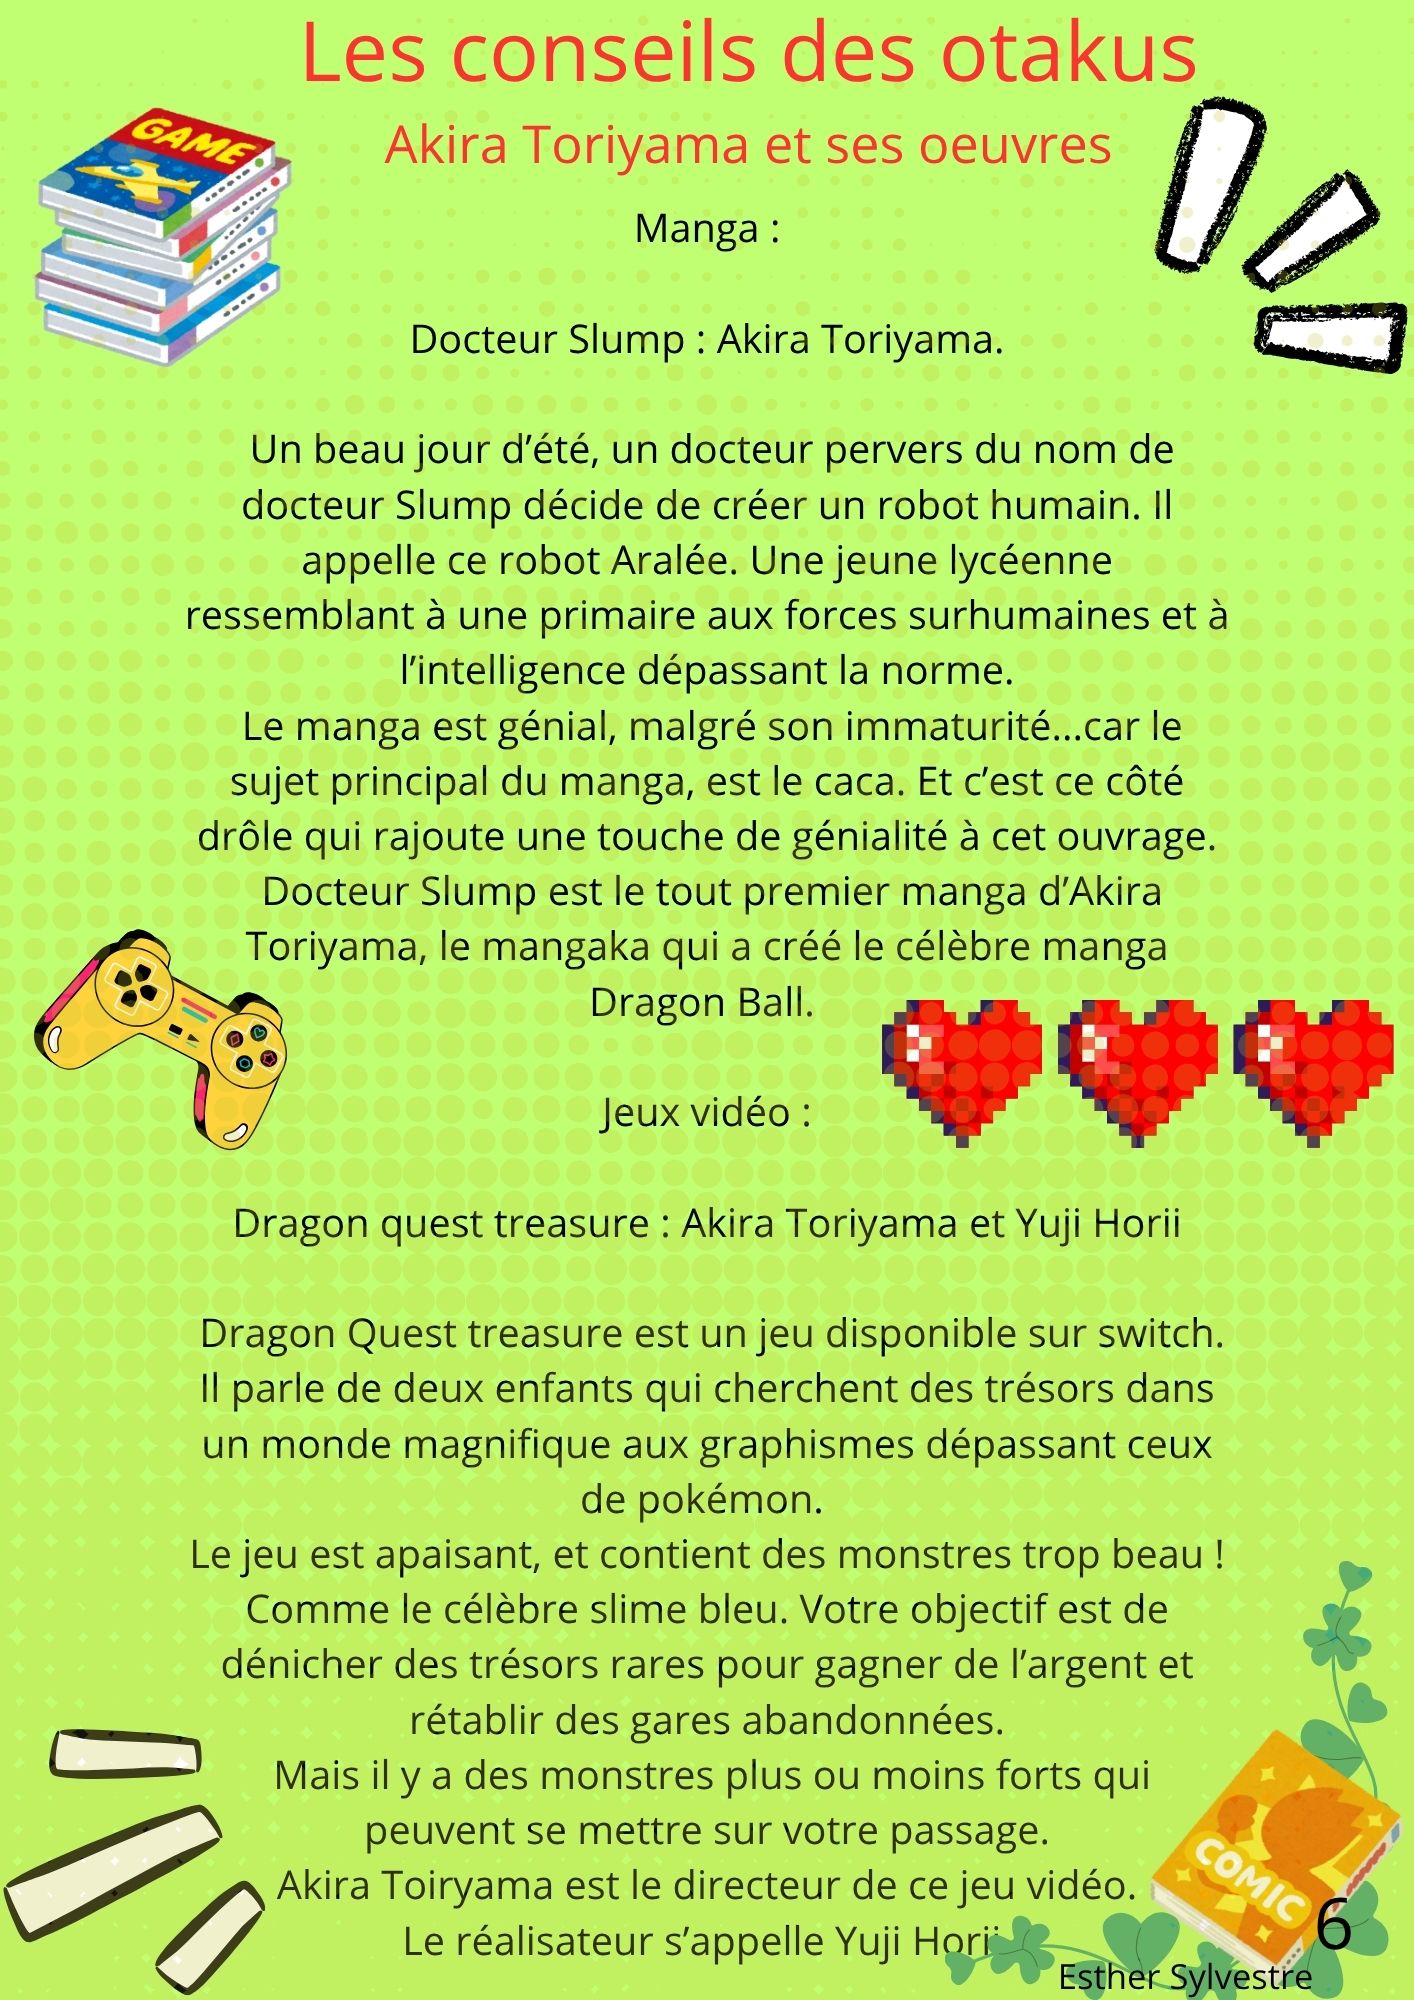 Les conseils des otakus
GAME
Akira Toriyama et ses oeuvres
Manga :
Docteur Slump : Akira Toriyama.
Un beau jour d’été, un docteur pervers du nom de
docteur Slump décide de créer un robot humain. Il
appelle ce robot Aralée. Une jeune lycéenne
ressemblant à une primaire aux forces surhumaines et à
l’intelligence dépassant la norme.
Le manga est génial, malgré son immaturité...car le
sujet principal du manga, est le caca. Et c’est ce côté
drôle qui rajoute une touche de génialité à cet ouvrage.
Docteur Slump est le tout premier manga d’Akira
Toriyama, le mangaka qui a créé le célèbre manga
Dragon Ball.
Jeux vidéo :
Dragon quest treasure : Akira Toriyama et Yuji Horii
Dragon Quest treasure est un jeu disponible sur switch.
Il parle de deux enfants qui cherchent des trésors dans
un monde magnifique aux graphismes dépassant ceux
de pokémon.
Le jeu est apaisant, et contient des monstres trop beau !
Comme le célèbre slime bleu. Votre objectif est de
dénicher des trésors rares pour gagner de l’argent et
rétablir des gares abandonnées.
Mais il y a des monstres plus ou moins forts qui
peuvent se mettre sur votre passage.
Akira Toiryama est le directeur de ce jeu vidéo.
Le réalisateur s’appelle Yuji Horii
COMIC
6
Esther Sylvestre